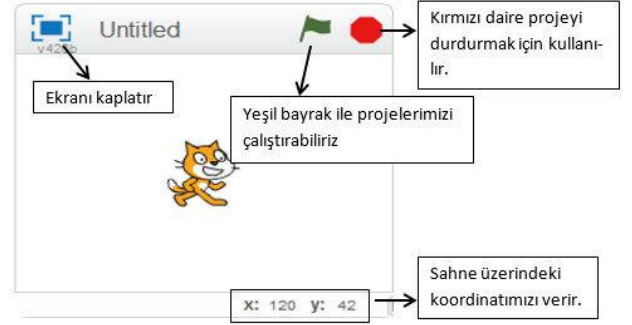 Untitled
v426b
Kırmızı daire projeyi
durdurmak için kullanı-
lır.
Ekranı kaplatır
Yeşil bayrak ile projelerimizi
çalıştırabiliriz
Sahne üzerindeki
koordinatımızı verir.
x: 120 y: 42